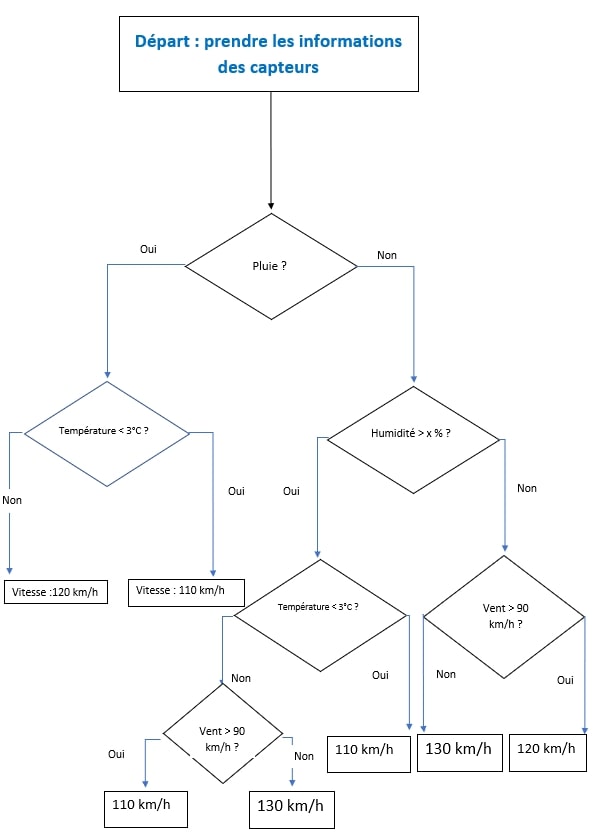 Départ : prendre les informations
des capteurs
Oui
Non
Pluie ?
Température < 3°C ?
Humidité > x % ?
Non
Oui
Oui
Non
Vitesse :120 km/h
Vitesse : 110 km/h
Température < 3°C ?
Vent > 90
km/h ?
Non
Oui
Non
Oui
Vent > 90
km/h ?
Oui
Non
110 km/h
130 km/h
120 km/h
110 km/h
130 km/h